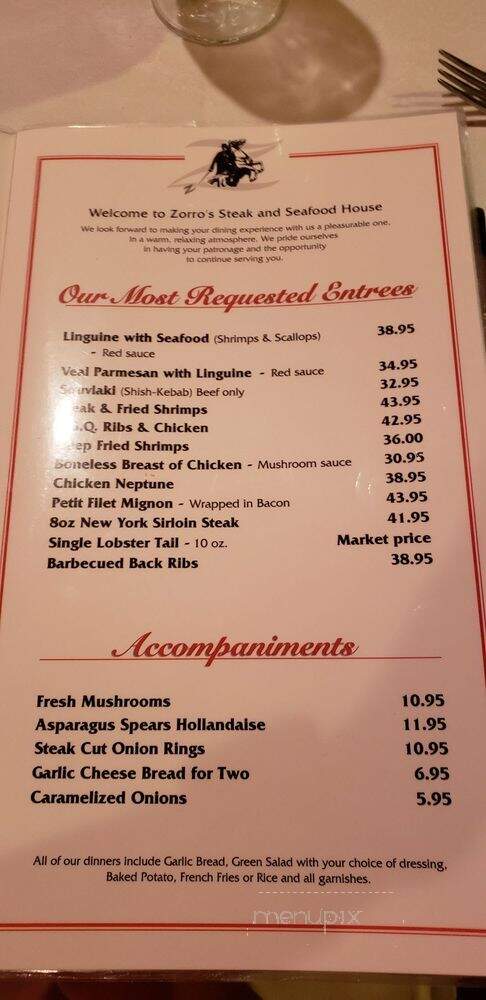 Z
Welcome to Zorro's Steak and Seafood House
We look forward to making your dining experience with us a pleasurable one,
in a warm, relaxing atmosphere. We pride ourselves
in having your patronage and the opportunity
to continue serving you.
Our Most Requested Entrees
Linguine with Seafood (Shrimps & Scallops) 38.95
- Red sauce
Veal Parmesan with Linguine - Red sauce 34.95
Souvlaki (Shish-Kebab) Beef only 32.95
& Fried Shrimps 43.95
Ribs & Chicken 42.95
Fried Shrimps 36.00
Boneless Breast of Chicken - Mushroom sauce 30.95
Chicken Neptune 38.95
Petit Filet Mignon - Wrapped in Bacon 43.95
8oz New York Sirloin Steak 41.95
Single Lobster Tail - 10 oz. Market price
Barbecued Back Ribs 38.95
Accompaniments
Fresh Mushrooms 10.95
Asparagus Spears Hollandaise 11.95
Steak Cut Onion Rings 10.95
Garlic Cheese Bread for Two 6.95
Caramelized Onions 5.95
All of our dinners include Garlic Bread, Green Salad with your choice of dressing,
Baked Potato, French Fries or Rice and all garnishes.
menupix